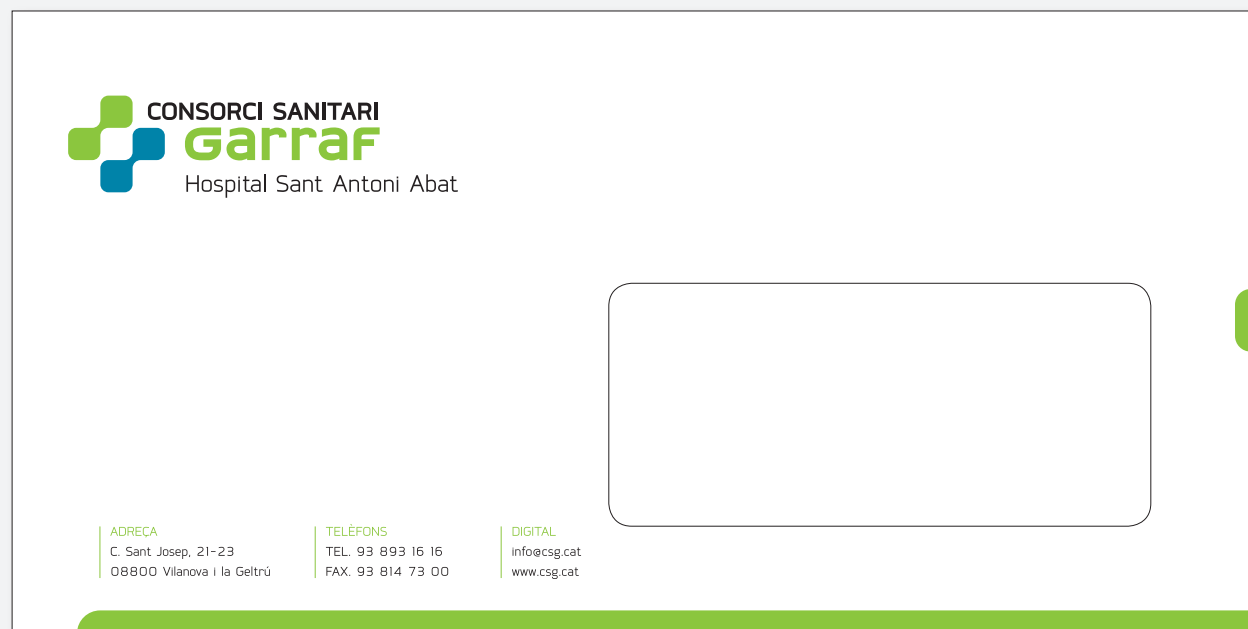 CONSORCI SANITARI
Garraf
Hospital Sant Antoni Abat
ADREÇA
C. Sant Josep, 21-23
08800 Vilanova i la Geltrú
TELÈFONS
TEL. 93 893 16 16
FAX. 93 814 73 00
DIGITAL
info@csg.cat
www.csg.cat